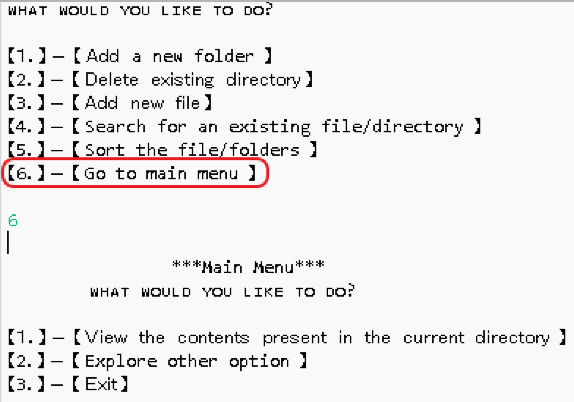 WHAT WOULD YOU LIKE TO DO?
【1.】—【 Add a new folder 】
【2.】—【 Delete existing directory】
【3.】—【 Add new file】
【4.】—【 Search for an existing file/directory 】
【5.】—【 Sort the file/folders 】
【6.】—【 Go to main menu 】
6
***Main Menu***
WHAT WOULD YOU LIKE TO DO?
【1.】—【View the contents present in the current directory 】
【2.】—【 Explore other option 】
【3.】—【 Exit】